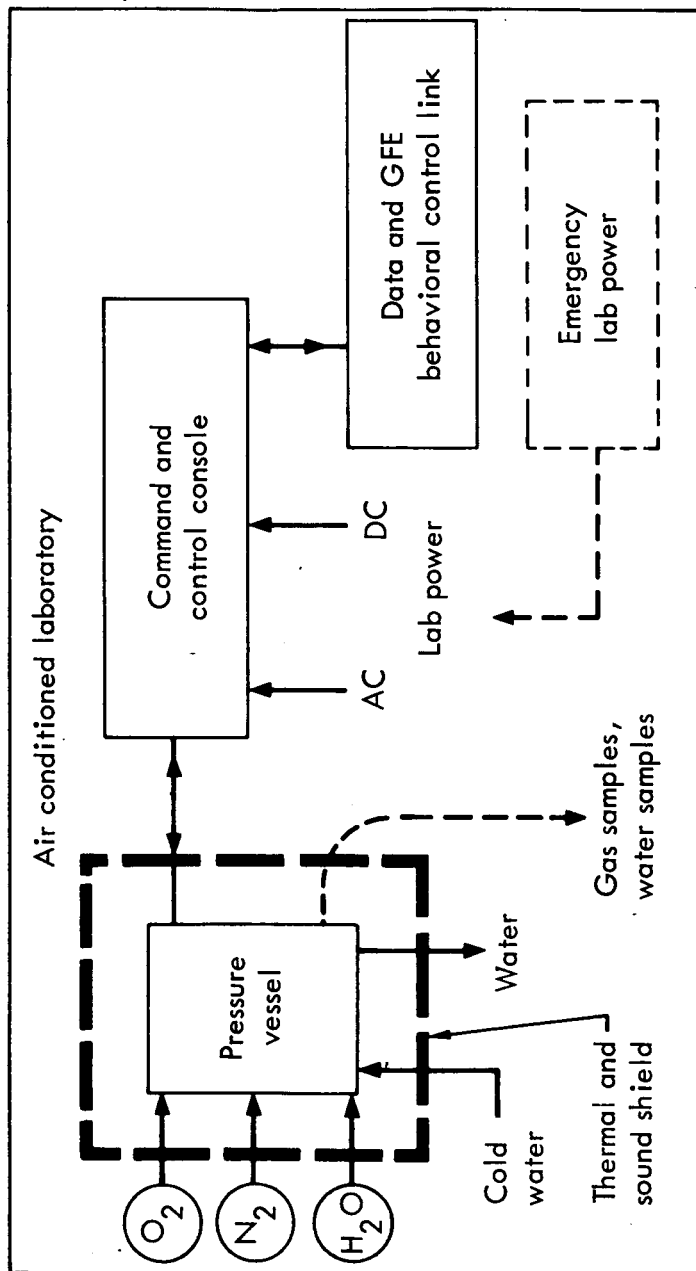 Air conditioned laboratory
O2
N2
H2O
Pressure
vessel
Command and
control console
Data and GFE
behavioral control link
AC
DC
Lab power
Emergency
lab power
Cold
water
Water
Gas samples,
water samples
Thermal and
sound shield